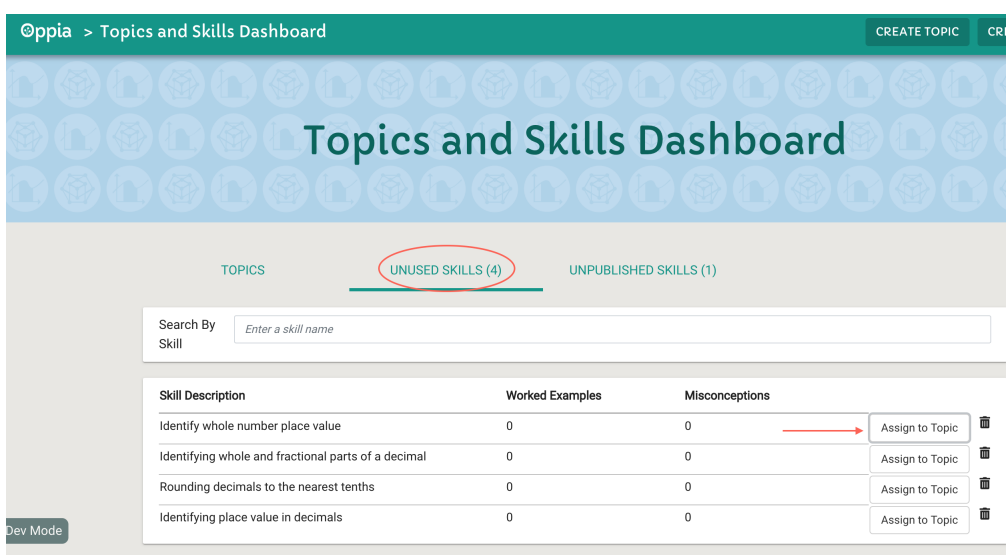 Oppia > Topics and Skills Dashboard
CREATE TOPIC
Topics and Skills Dashboard
TOPICS
UNUSED SKILLS (4)
UNPUBLISHED SKILLS (1)
Search By Skill
Enter a skill name
Skill Description Worked Examples Misconceptions
Identify whole number place value 0 0 Assign to Topic
Identifying whole and fractional parts of a decimal 0 0 Assign to Topic
Rounding decimals to the nearest tenths 0 0 Assign to Topic
Identifying place value in decimals 0 0 Assign to Topic
Dev Mode